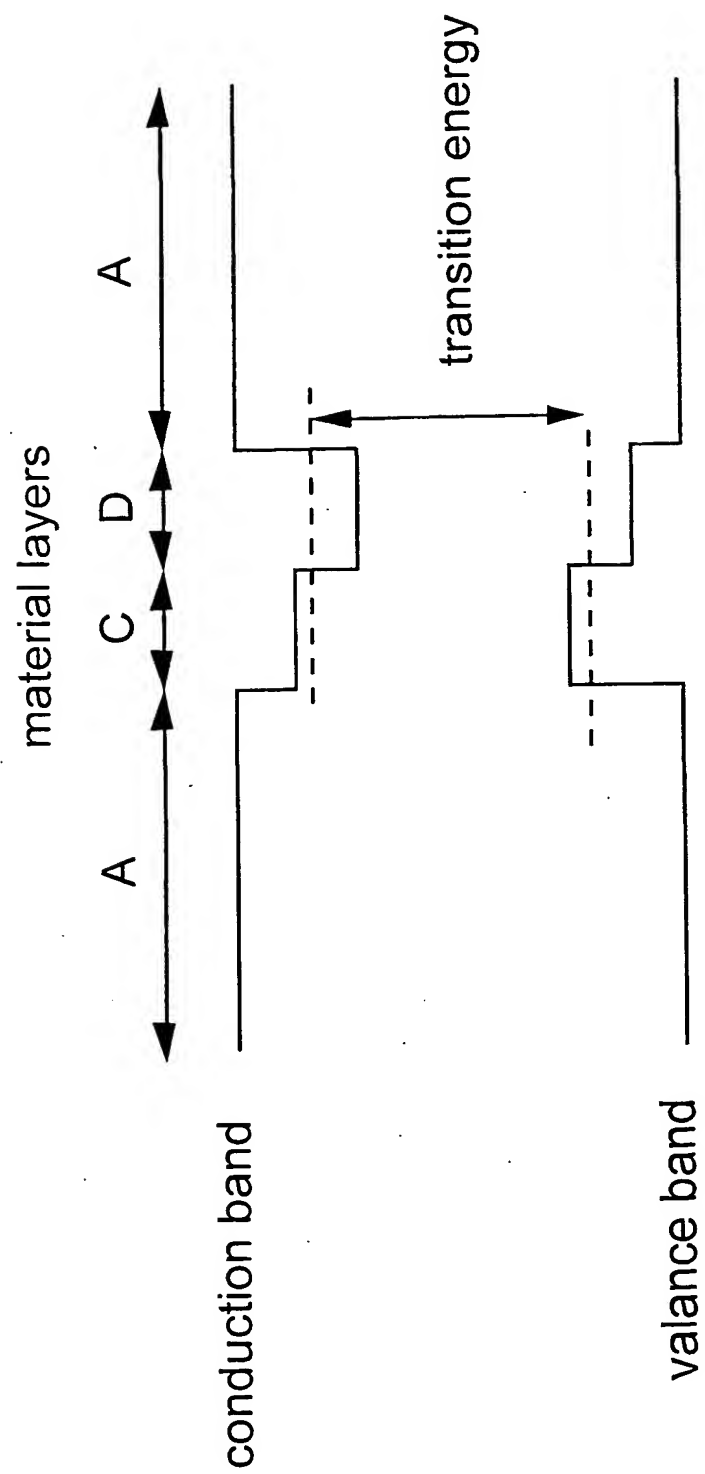 material layers
A
C
D
A
conduction band
transition energy
valance band